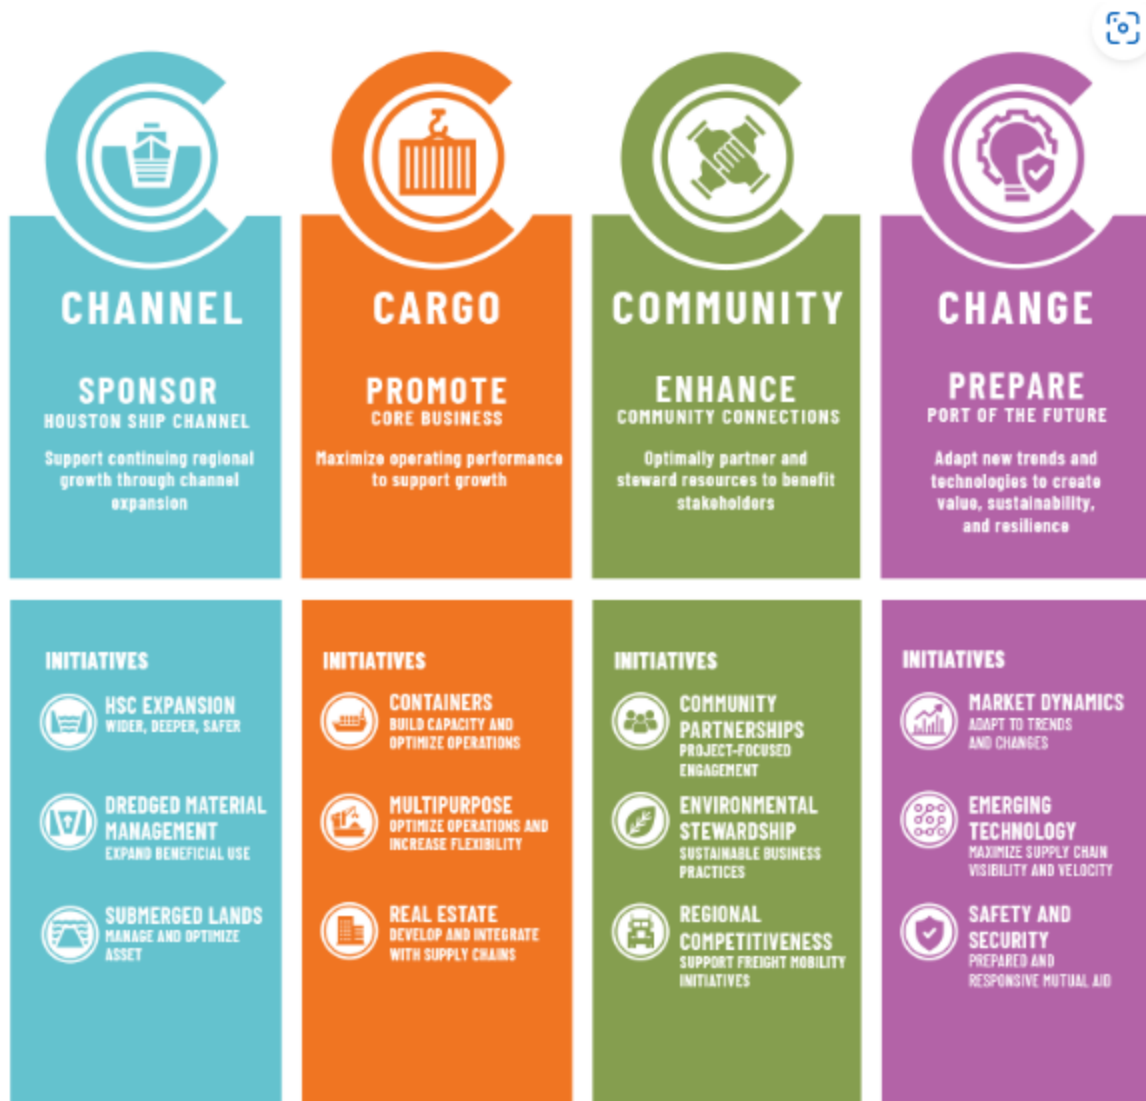 CHANNEL
SPONSOR
HOUSTON SHIP CHANNEL
Support continuing regional
growth through channel
expansion
CARGO
PROMOTE
CORE BUSINESS
Maximize operating performance
to support growth
COMMUNITY
ENHANCE
COMMUNITY CONNECTIONS
Optimally partner and
steward resources to benefit
stakeholders
CHANGE
PREPARE
PORT OF THE FUTURE
Adapt new trends and
technologies to create
value, sustainability,
and resilience
INITIATIVES
HSC EXPANSION
WIDER, DEEPER, SAFER
DREDGED MATERIAL
MANAGEMENT
EXPAND BENEFICIAL USE
SUBMERGED LANDS
MANAGE AND OPTIMIZE
ASSET
INITIATIVES
CONTAINERS
BUILD CAPACITY AND
OPTIMIZE OPERATIONS
MULTIPURPOSE
OPTIMIZE OPERATIONS AND
INCREASE FLEXIBILITY
REAL ESTATE
DEVELOP AND INTEGRATE
WITH SUPPLY CHAINS
INITIATIVES
COMMUNITY
PARTNERSHIPS
PROJECT-FOCUSED
ENGAGEMENT
ENVIRONMENTAL
STEWARDSHIP
SUSTAINABLE BUSINESS
PRACTICES
REGIONAL
COMPETITIVENESS
SUPPORT FREIGHT MOBILITY
INITIATIVES
INITIATIVES
MARKET DYNAMICS
ADAPT TO TRENDS
AND CHANGES
EMERGING
TECHNOLOGY
MAXIMIZE SUPPLY CHAIN
VISIBILITY AND VELOCITY
SAFETY AND
SECURITY
PREPARED AND
RESPONSIVE MUTUAL AID